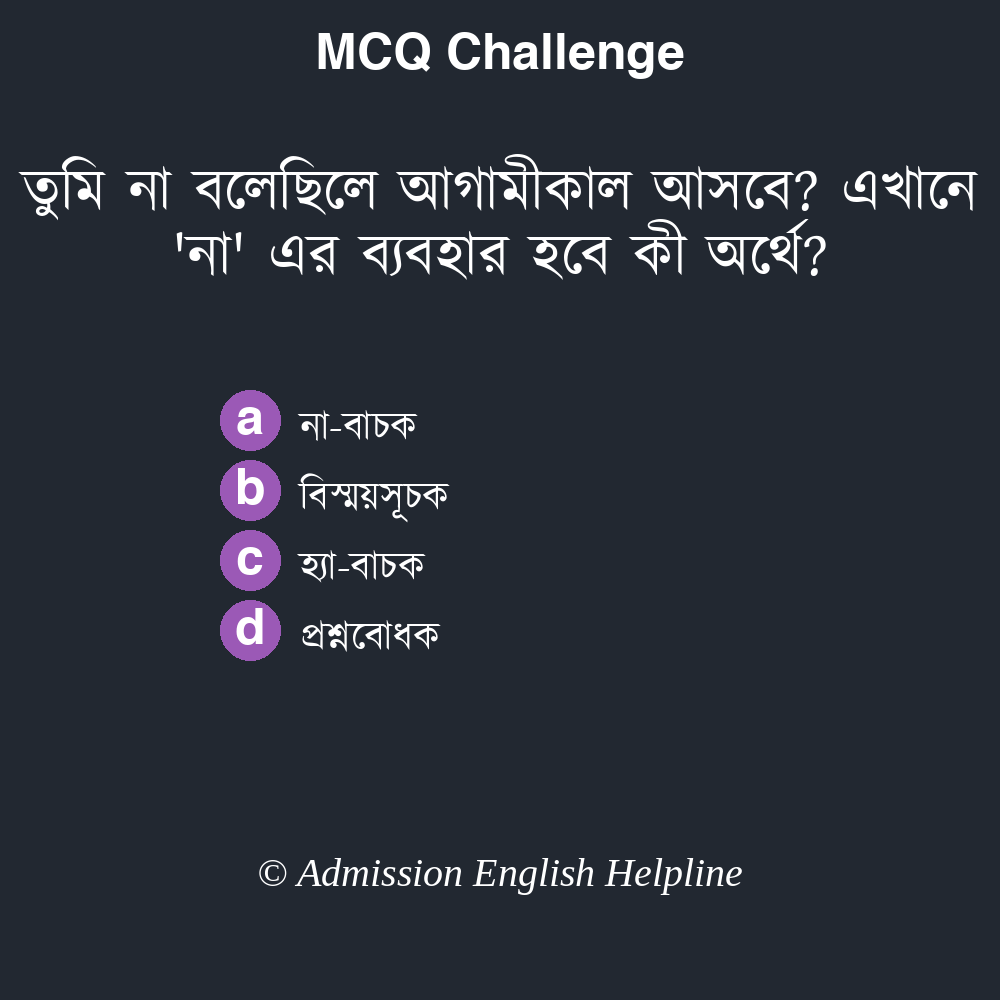 MCQ Challenge
তুমি না বলেছিলে আগামীকাল আসবে? এখানে
'না' এর ব্যবহার হবে কী অর্থে?
a না-বাচক
b বিস্ময়সূচক
c হ্যা-বাচক
d প্রশ্নবোধক
© Admission English Helpline